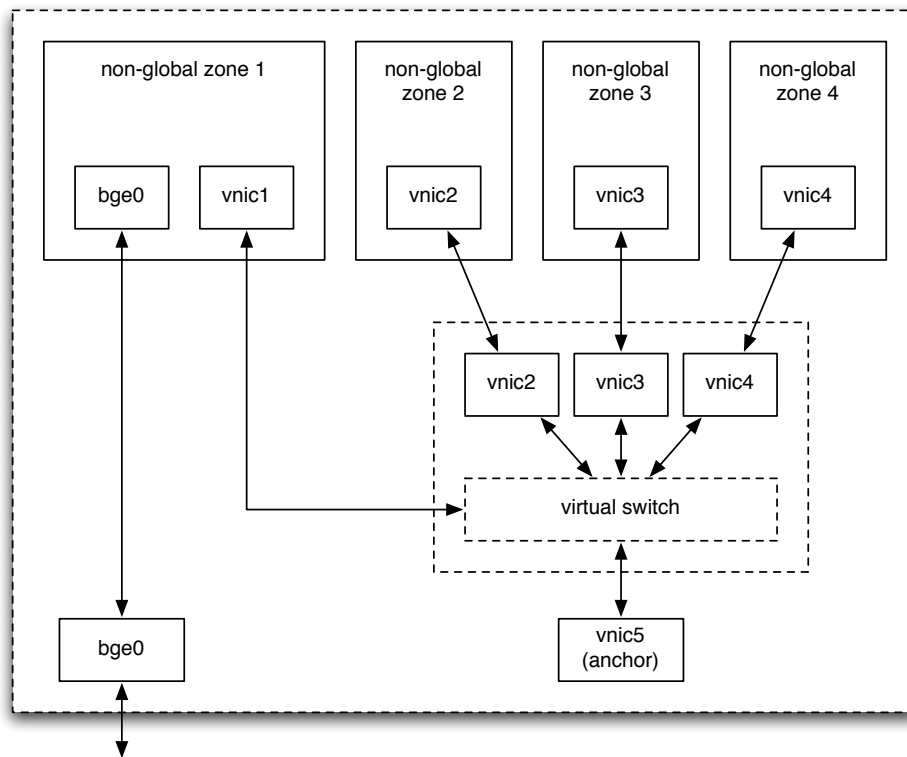 non-global zone 1
non-global
zone 2
non-global
zone 3
non-global
zone 4
bge0
vnic1
vnic2
vnic3
vnic4
vnic2
vnic3
vnic4
virtual switch
bge0
vnic5
(anchor)